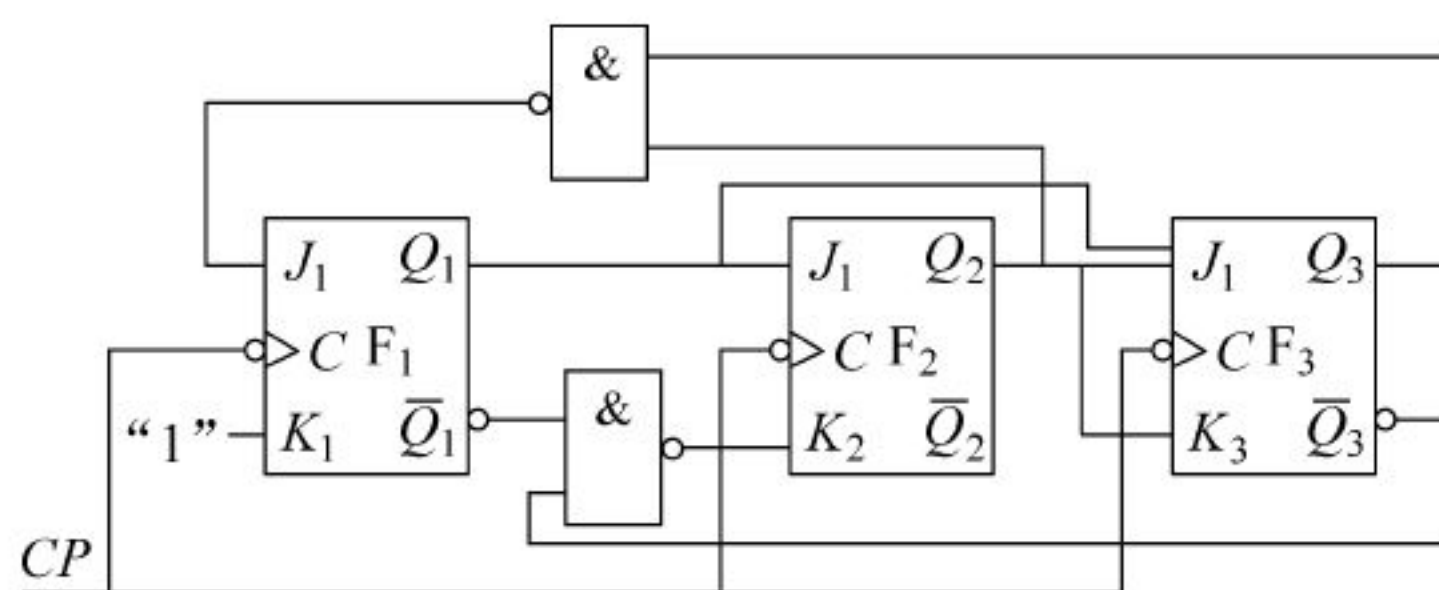 &
J₁ Q₁ J₁ Q₂ J₁ Q₃
C F₁ C F₂ C F₃
&
“1” K₁ Q̅₁ K₂ Q̅₂ K₃ Q̅₃
CP